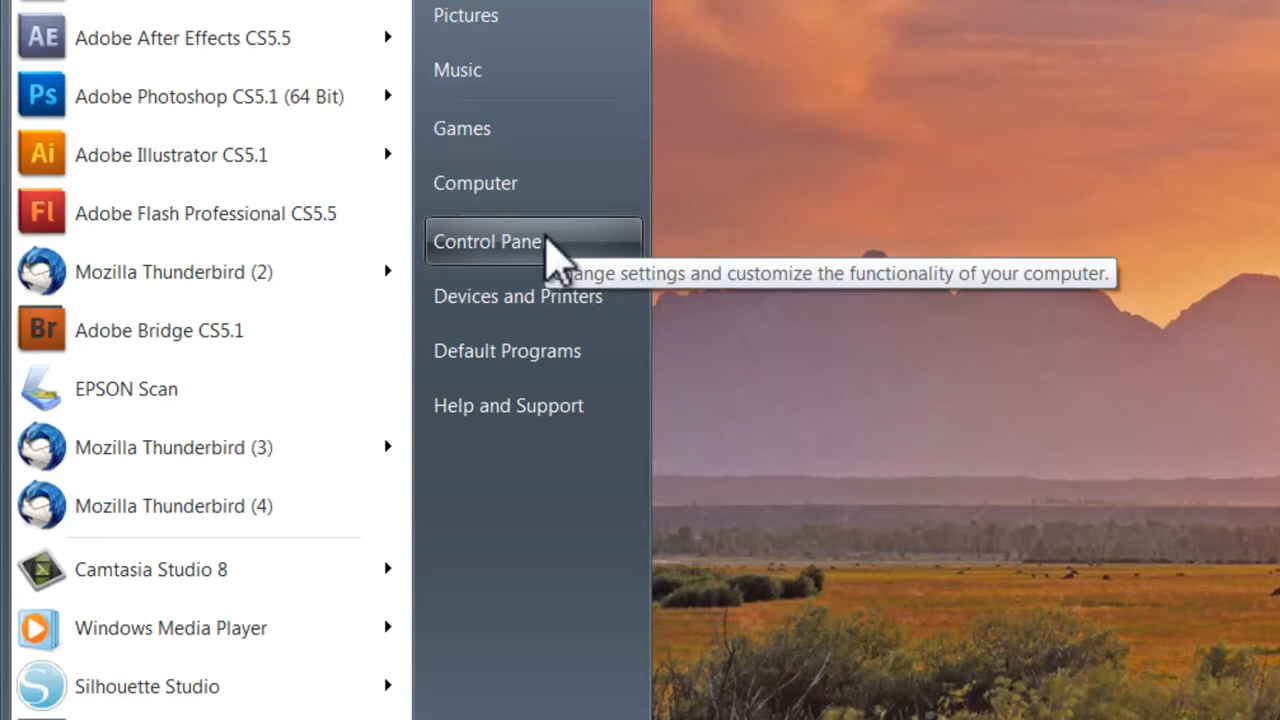 AE Adobe After Effects CS5.5
Ps Adobe Photoshop CS5.1 (64 Bit)
Ai Adobe Illustrator CS5.1
Fl Adobe Flash Professional CS5.5
Mozilla Thunderbird (2)
Br Adobe Bridge CS5.1
EPSON Scan
Mozilla Thunderbird (3)
Mozilla Thunderbird (4)
Camtasia Studio 8
Windows Media Player
Silhouette Studio
Pictures
Music
Games
Computer
Control Pane
ange settings and customize the functionality of your computer.
Devices and Printers
Default Programs
Help and Support